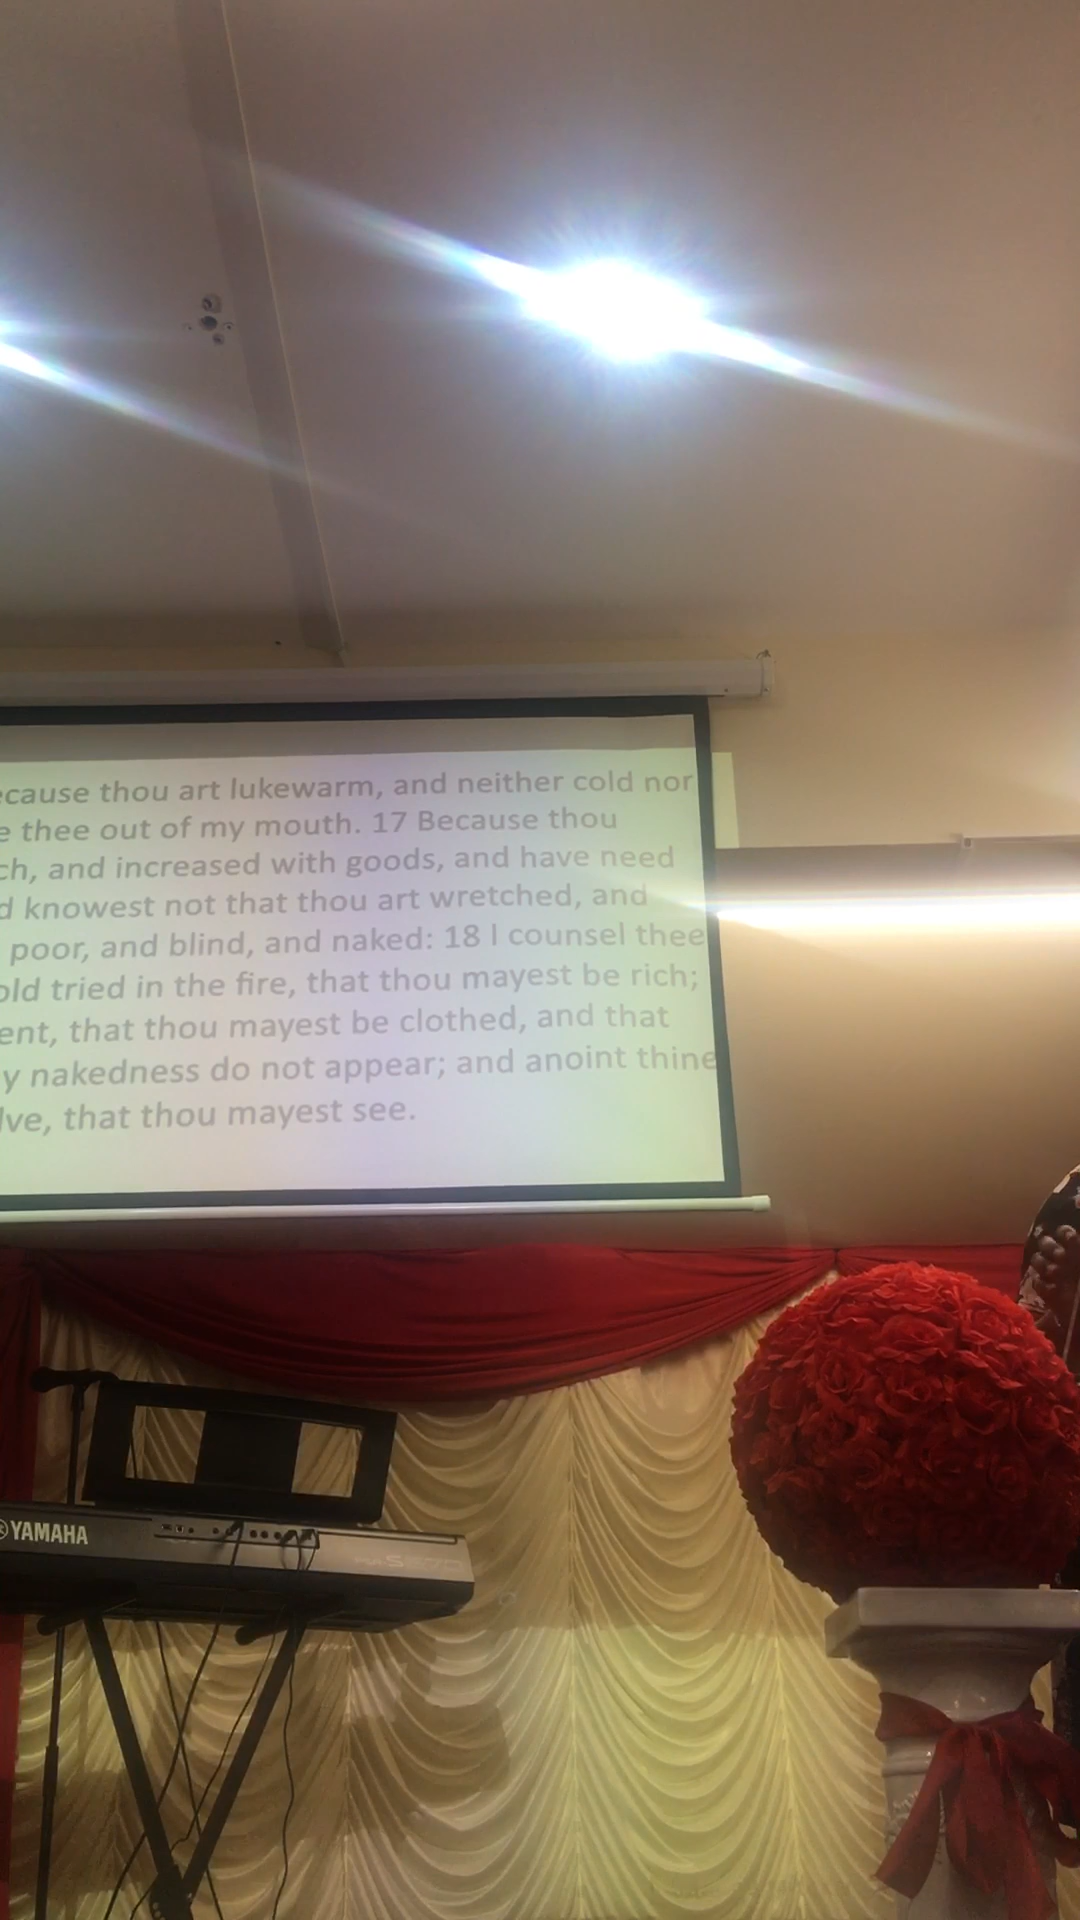 cause thou art lukewarm, and neither cold nor
e thee out of my mouth. 17 Because thou
ch, and increased with goods, and have need
d knowest not that thou art wretched, and
poor, and blind, and naked: 18 I counsel thee
old tried in the fire, that thou mayest be rich;
ent, that thou mayest be clothed, and that
y nakedness do not appear; and anoint thine
lve, that thou mayest see.
YAMAHA